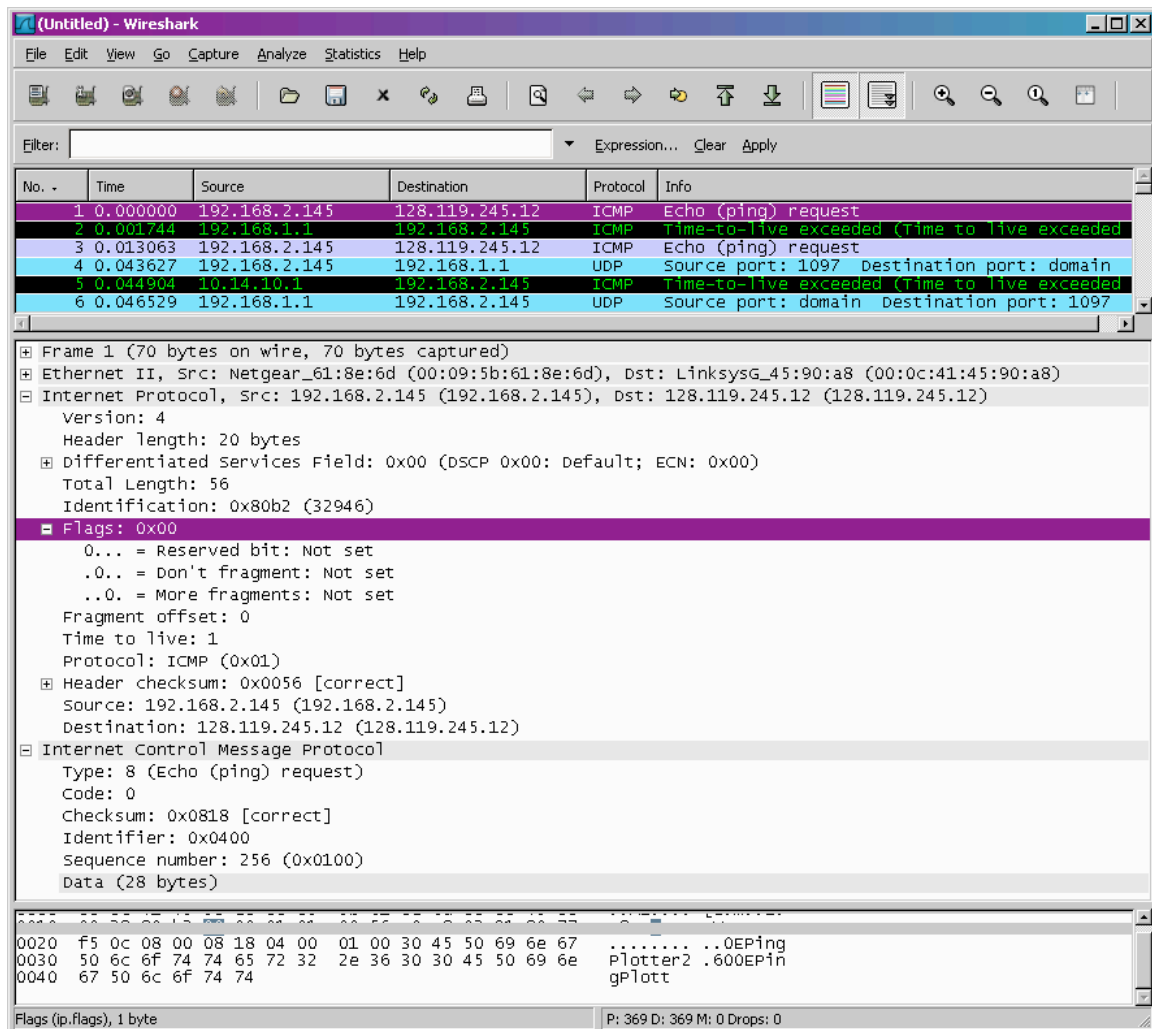 (Untitled) - Wireshark
File Edit View Go Capture Analyze Statistics Help
Filter: Expression... Clear Apply
No. Time Source Destination Protocol Info
1 0.000000 192.168.2.145 128.119.245.12 ICMP Echo (ping) request
2 0.001744 192.168.1.1 192.168.2.145 ICMP Time-to-live exceeded (Time to live exceeded
3 0.013063 192.168.2.145 128.119.245.12 ICMP Echo (ping) request
4 0.043627 192.168.2.145 192.168.1.1 UDP Source port: 1097 Destination port: domain
5 0.044904 10.14.10.1 192.168.2.145 ICMP Time-to-live exceeded (Time to live exceeded
6 0.046529 192.168.1.1 192.168.2.145 UDP Source port: domain Destination port: 1097
Frame 1 (70 bytes on wire, 70 bytes captured)
Ethernet II, Src: Netgear_61:8e:6d (00:09:5b:61:8e:6d), Dst: LinksysG_45:90:a8 (00:0c:41:45:90:a8)
Internet Protocol, Src: 192.168.2.145 (192.168.2.145), Dst: 128.119.245.12 (128.119.245.12)
Version: 4
Header length: 20 bytes
Differentiated Services Field: 0x00 (DSCP 0x00: Default; ECN: 0x00)
Total Length: 56
Identification: 0x80b2 (32946)
Flags: 0x00
0... = Reserved bit: Not set
.0.. = Don't fragment: Not set
..0. = More fragments: Not set
Fragment offset: 0
Time to live: 1
Protocol: ICMP (0x01)
Header checksum: 0x0056 [correct]
Source: 192.168.2.145 (192.168.2.145)
Destination: 128.119.245.12 (128.119.245.12)
Internet Control Message Protocol
Type: 8 (Echo (ping) request)
Code: 0
Checksum: 0x0818 [correct]
Identifier: 0x0400
Sequence number: 256 (0x0100)
Data (28 bytes)
0020 f5 0c 08 00 08 18 04 00 01 00 30 45 50 69 6e 67 ........ ..0EPing
0030 50 6c 6f 74 74 65 72 32 2e 36 30 30 45 50 69 6e Plotter2 .600EPin
0040 67 50 6c 6f 74 74 gPlott
Flags (ip.flags), 1 byte P: 369 D: 369 M: 0 Drops: 0